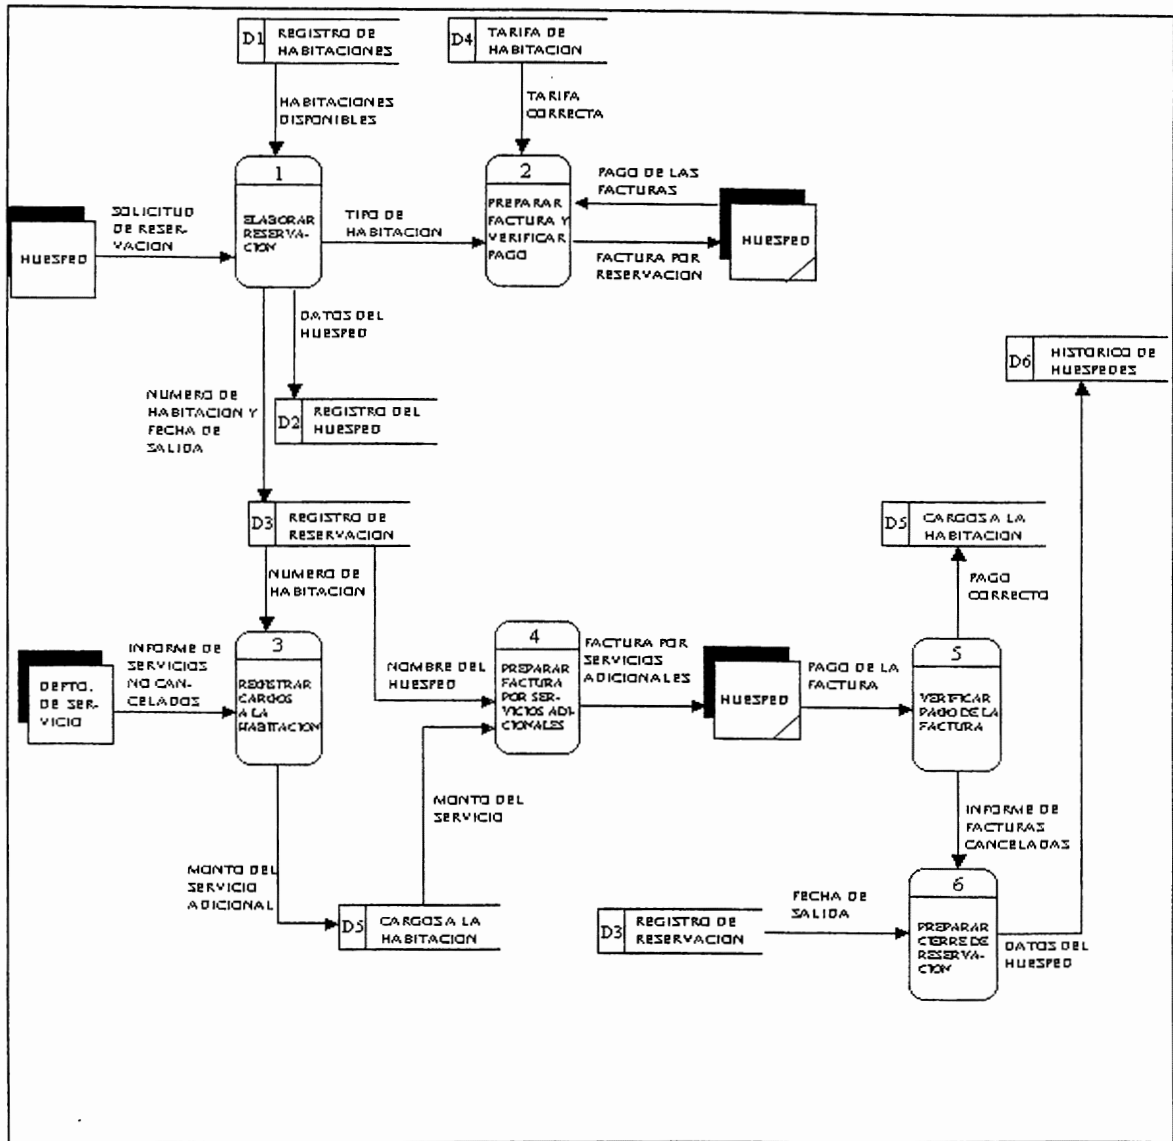 D1
REGISTRO DE
HABITACIONES
D4
TARIFA DE
HABITACION
HABITACIONES
DISPONIBLES
TARIFA
CORRECTA
1
ELABORAR
RESERVA-
CION
2
PREPARAR
FACTURA Y
VERIFICAR
PAGO
PAGO DE LAS
FACTURAS
HUESPED
SOLICITUD
DE RESER-
VACION
HUESPED
TIPO DE
HABITACION
FACTURA POR
RESERVACION
DATOS DEL
HUESPED
NUMERO DE
HABITACION Y
FECHA DE
SALIDA
D2
REGISTRO DEL
HUESPED
D6
HISTORICO DE
HUESPEDES
D3
REGISTRO DE
RESERVACION
D5
CARGOS A LA
HABITACION
NUMERO DE
HABITACION
PAGO
CORRECTO
INFORME DE
SERVICIOS
NO CAN-
CELADOS
DEPTO.
DE SER-
VICIO
3
REGISTRAR
CARGOS
A LA
HABITACION
NOMBRE DEL
HUESPED
4
PREPARAR
FACTURA
POR SER-
VICIOS ADI-
CIONALES
FACTURA POR
SERVICIOS
ADICIONALES
HUESPED
PAGO DE LA
FACTURA
5
VERIFICAR
PAGO DE LA
FACTURA
MONTO DEL
SERVICIO
INFORME DE
FACTURAS
CANCELADAS
MONTO DEL
SERVICIO
ADICIONAL
D5
CARGOS A LA
HABITACION
D3
REGISTRO DE
RESERVACION
FECHA DE
SALIDA
6
PREPARAR
CIERRE DE
RESERVA-
CION
DATOS DEL
HUESPED